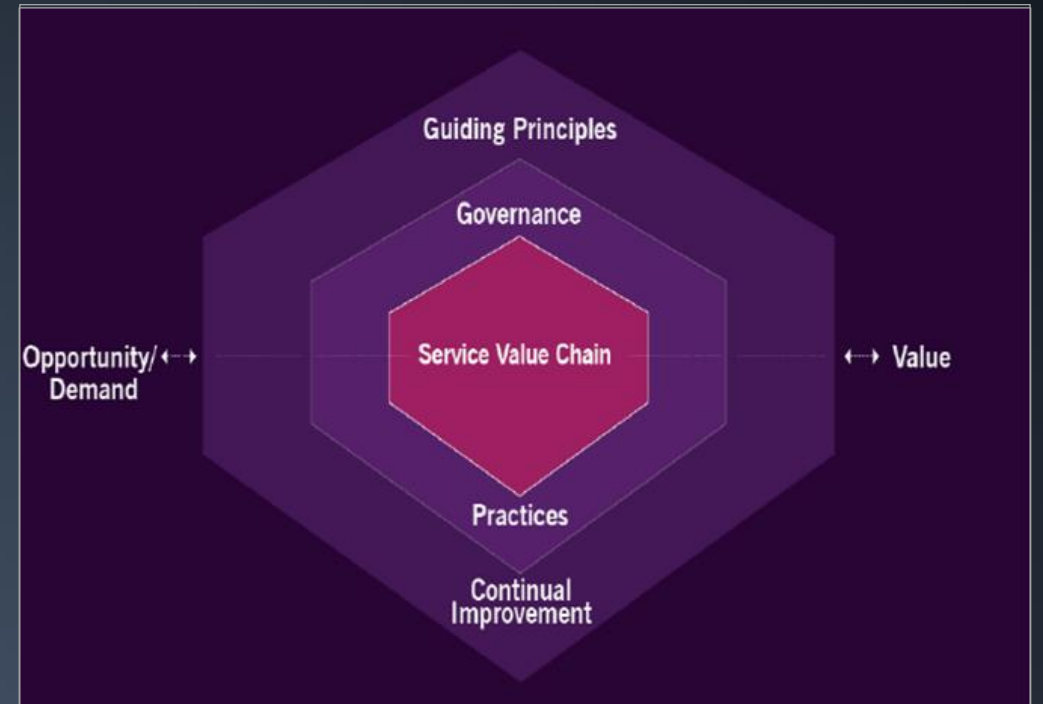 Guiding Principles
Governance
Service Value Chain
Opportunity/
Demand
Value
Practices
Continual
Improvement